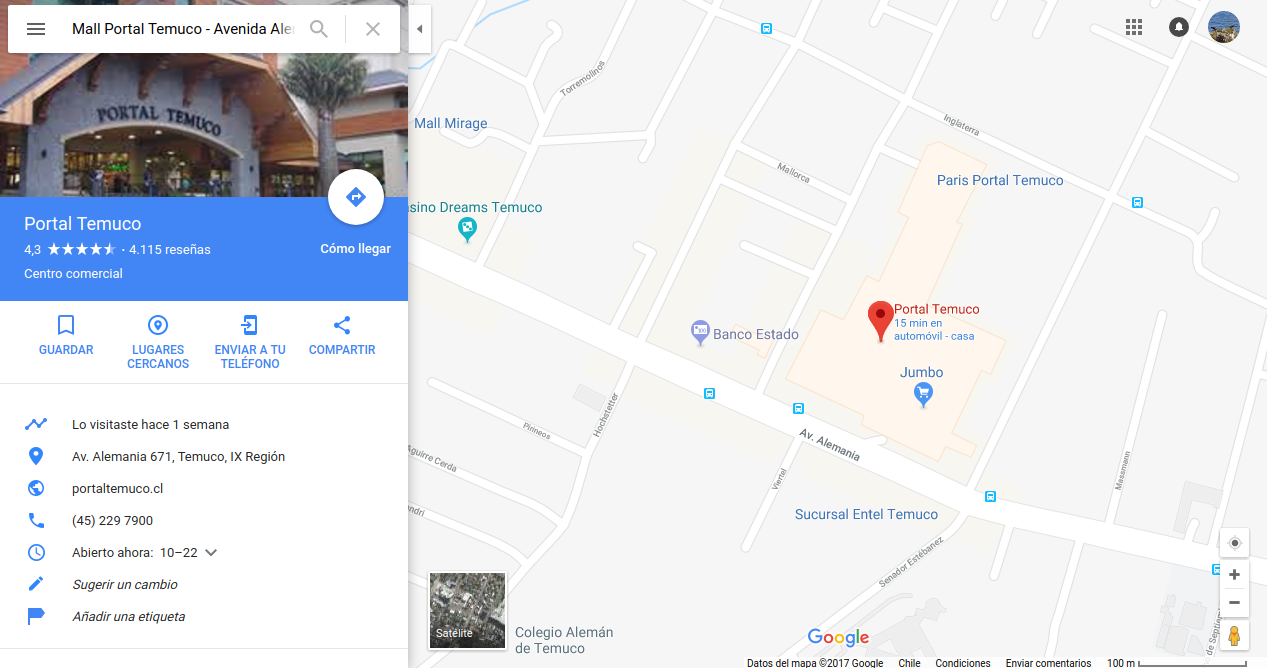 Mall Portal Temuco - Avenida Ale
PORTAL TEMUCO
Portal Temuco
4,3 · 4.115 reseñas
Cómo llegar
Centro comercial
GUARDAR
LUGARES
CERCANOS
ENVIAR A TU
TELÉFONO
COMPARTIR
Lo visitaste hace 1 semana
Av. Alemania 671, Temuco, IX Región
portaltemuco.cl
(45) 229 7900
Abierto ahora: 10–22
Sugerir un cambio
Añadir una etiqueta
Torremolinos
Mall Mirage
Inglaterra
Mallorca
Paris Portal Temuco
sino Dreams Temuco
Portal Temuco
15 min en
automóvil - casa
Banco Estado
Jumbo
Hochstetter
Pirineos
Av. Alemania
Aguirre Cerda
Viertel
Massmann
ndri
Sucursal Entel Temuco
Senador Estébanez
de Septie
Satélite
Colegio Alemán
de Temuco
Google
Datos del mapa ©2017 Google Chile Condiciones Enviar comentarios 100 m